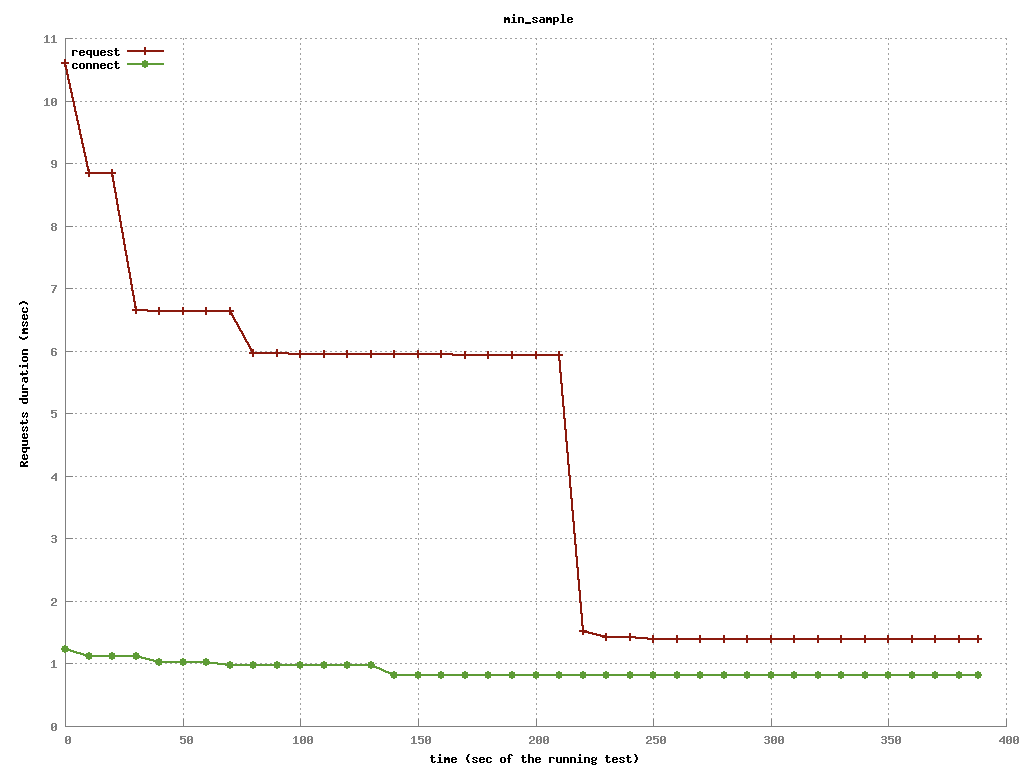 min_sample
request
connect
11
10
9
8
7
6
5
4
3
2
1
0
Requests duration (msec)
0 50 100 150 200 250 300 350 400
time (sec of the running test)